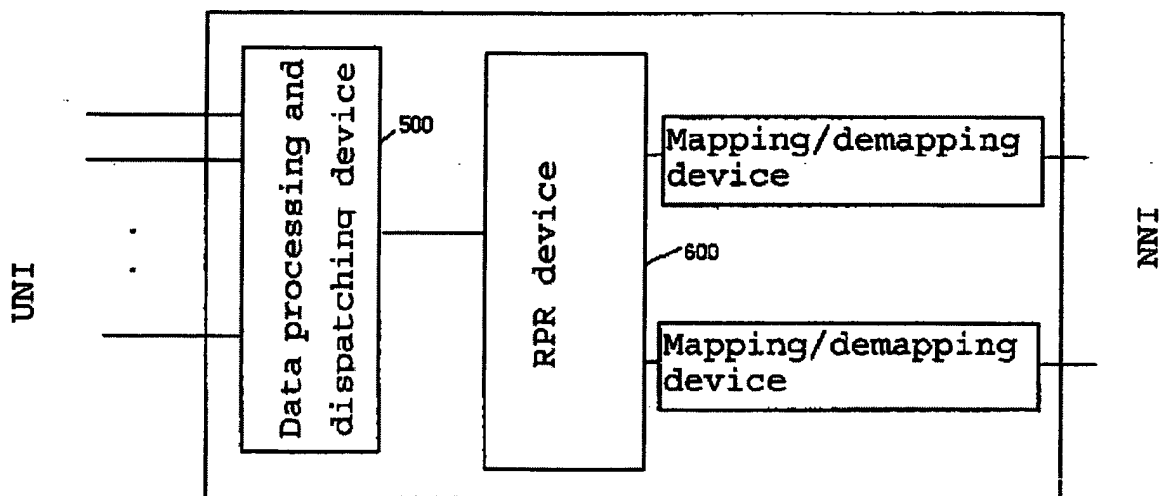 UNI
Data processing and
dispatching device
500
RPR device
600
Mapping/demapping
device
Mapping/demapping
device
NNI